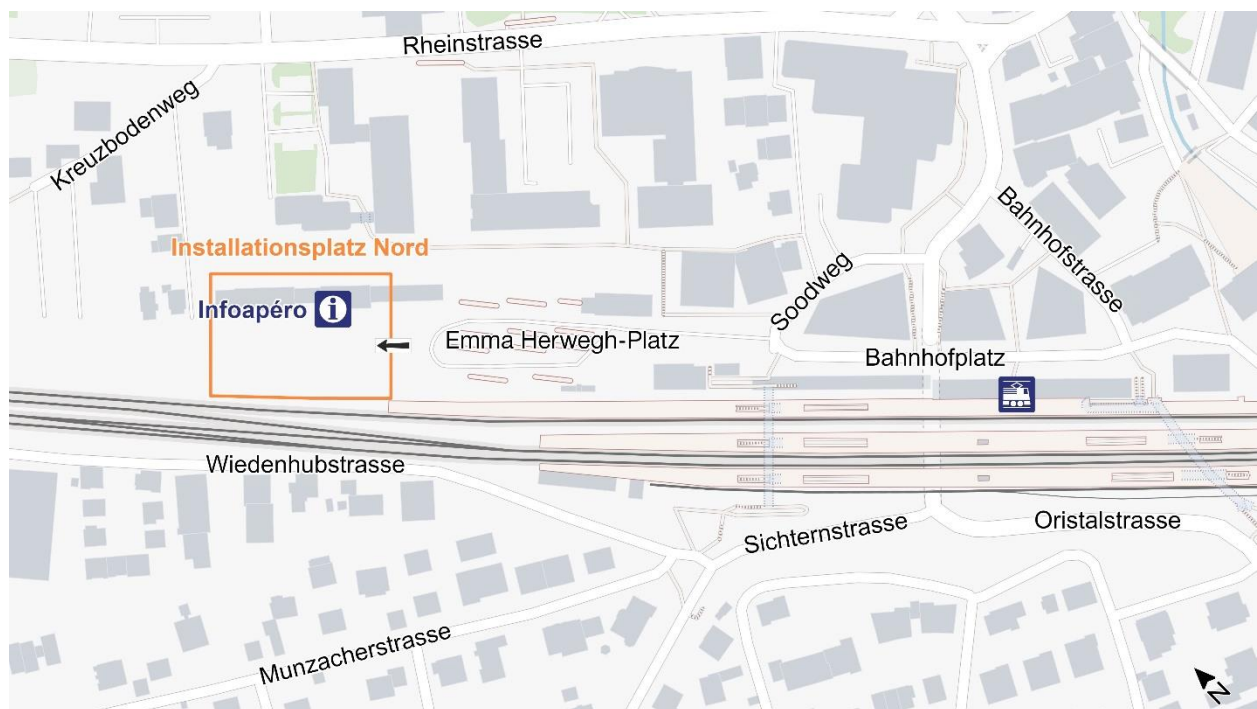 Rheinstrasse
Kreuzbodenweg
Bahnhofstrasse
Installationsplatz Nord
Soodweg
Infoapéro i
Emma Herwegh-Platz
Bahnhofplatz
Wiedenhubstrasse
Sichternstrasse
Oristalstrasse
Munzacherstrasse
N